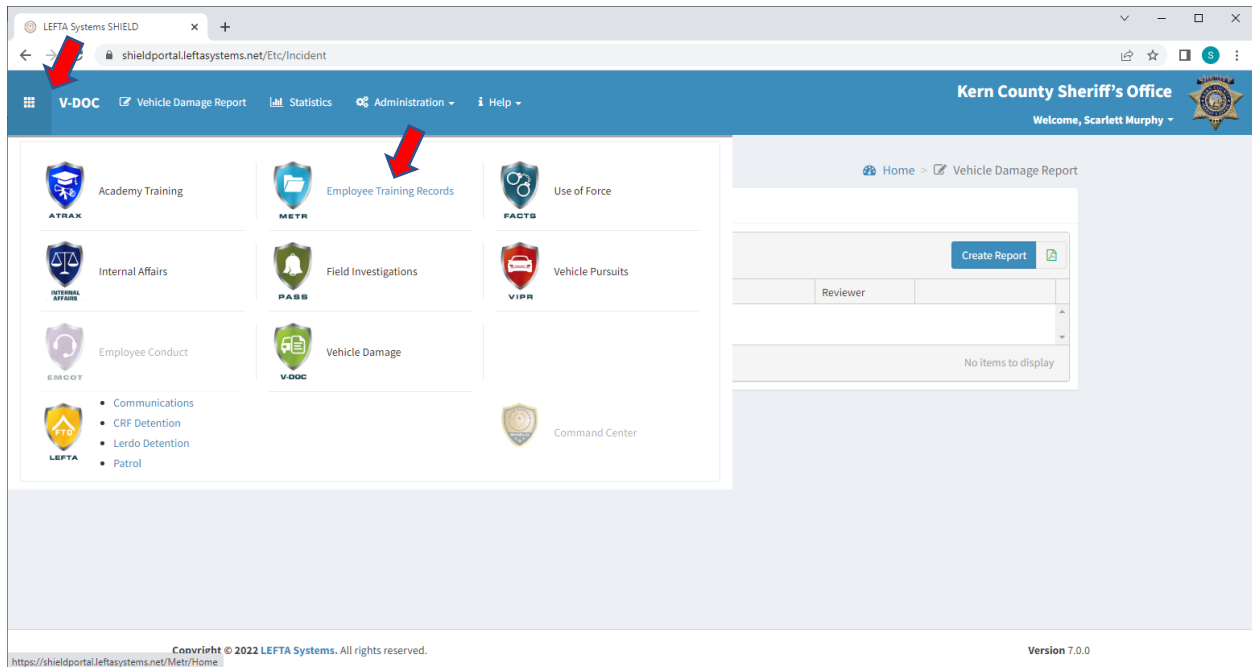 LEFTA Systems SHIELD
shieldportal.leftasystems.net/Etc/Incident
S
V-DOC Vehicle Damage Report Statistics Administration Help
Kern County Sheriff's Office
Welcome, Scarlett Murphy
Home > Vehicle Damage Report
ATRAX
Academy Training
METR
Employee Training Records
FACTS
Use of Force
INTERNAL AFFAIRS
Internal Affairs
PASS
Field Investigations
VIPR
Vehicle Pursuits
Create Report
Reviewer
No items to display
EMCOT
Employee Conduct
V-DOC
Vehicle Damage
FTO
LEFTA
• Communications
• CRF Detention
• Lerdo Detention
• Patrol
Command Center
Copyright © 2022 LEFTA Systems. All rights reserved.
Version 7.0.0
https://shieldportal.leftasystems.net/Metr/Home